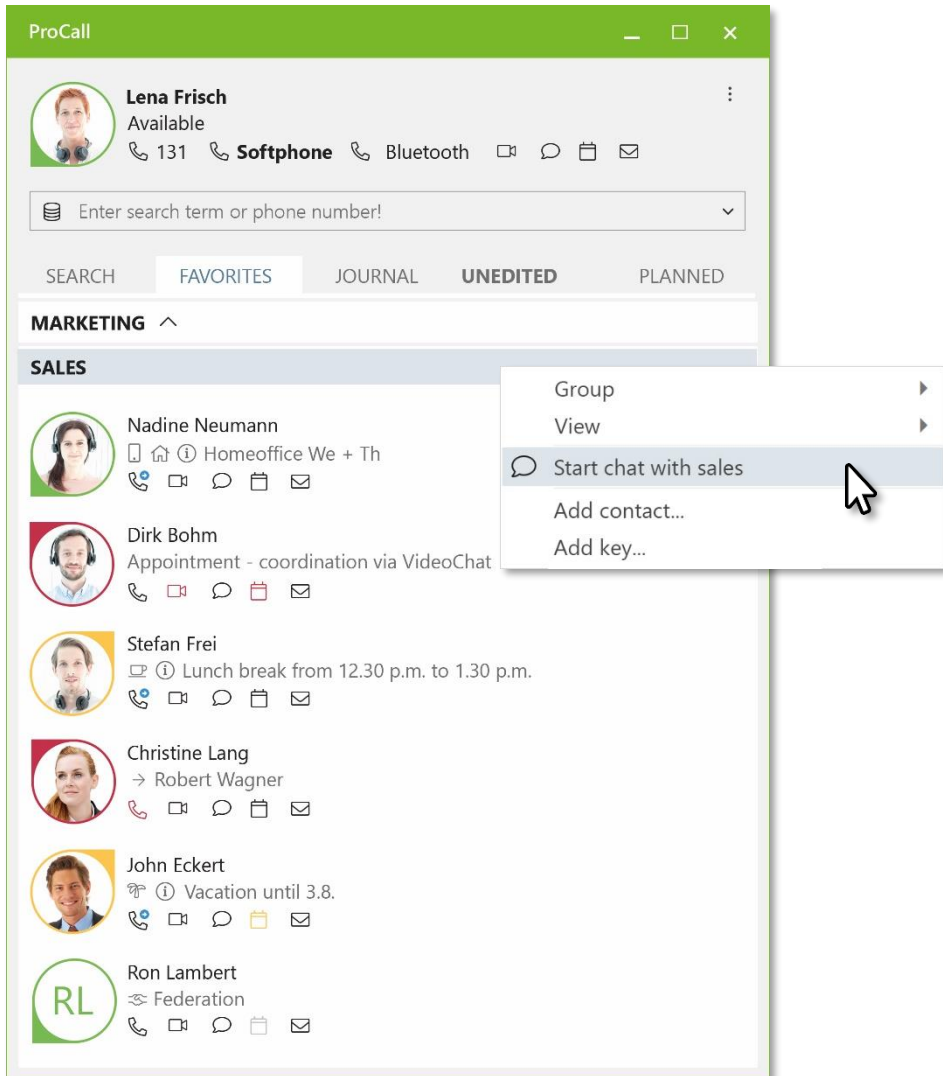 ProCall
Lena Frisch
Available
131 Softphone Bluetooth
Enter search term or phone number!
SEARCH FAVORITES JOURNAL UNEDITED PLANNED
MARKETING
SALES
Group
View
Start chat with sales
Add contact...
Add key...
Nadine Neumann
Homeoffice We + Th
Dirk Bohm
Appointment - coordination via VideoChat
Stefan Frei
Lunch break from 12.30 p.m. to 1.30 p.m.
Christine Lang
→ Robert Wagner
John Eckert
Vacation until 3.8.
RL
Ron Lambert
Federation